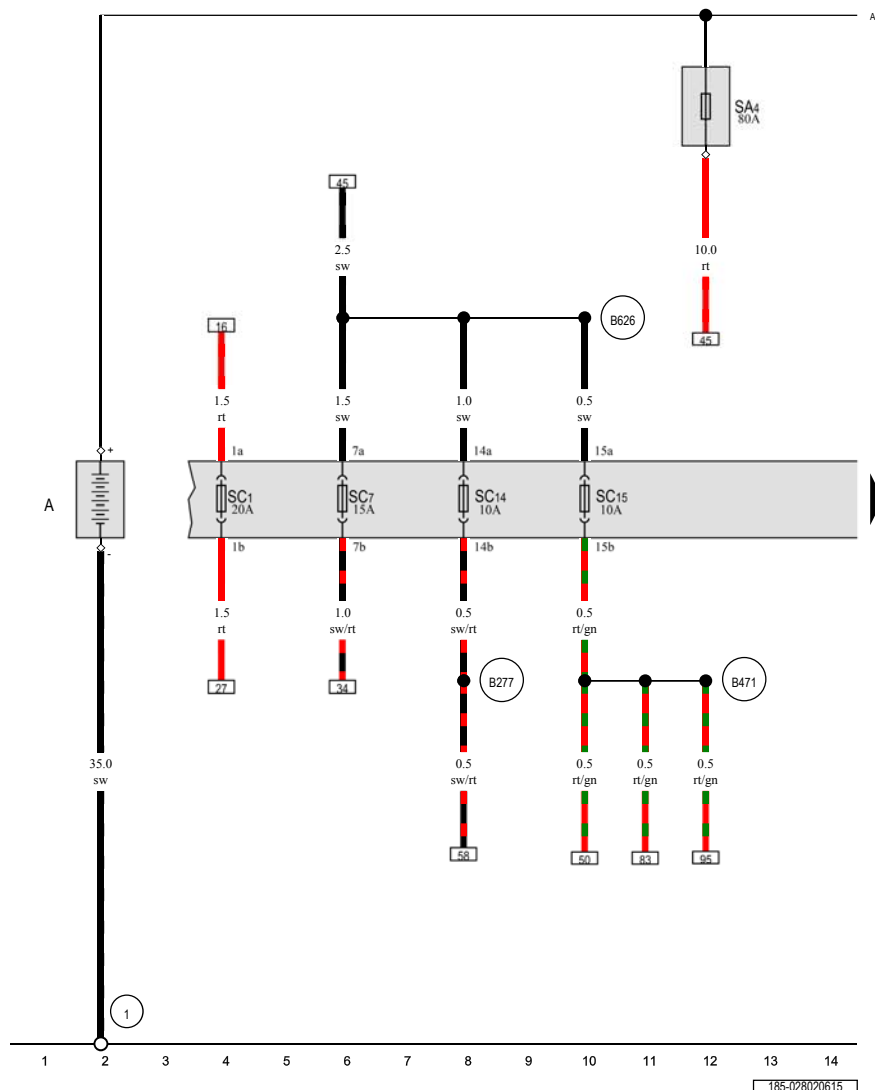 A
SA4
80A
45
2.5
sw
10.0
rt
16
B626
45
1.5
rt
1.5
sw
1.0
sw
0.5
sw
+
1a
7a
14a
15a
A
SC1
20A
SC7
15A
SC14
10A
SC15
10A
-
1b
7b
14b
15b
1.5
rt
1.0
sw/rt
0.5
sw/rt
0.5
rt/gn
27
34
B277
B471
35.0
sw
0.5
sw/rt
0.5
rt/gn
0.5
rt/gn
0.5
rt/gn
58
50
83
95
1
1 2 3 4 5 6 7 8 9 10 11 12 13 14
185-028020615